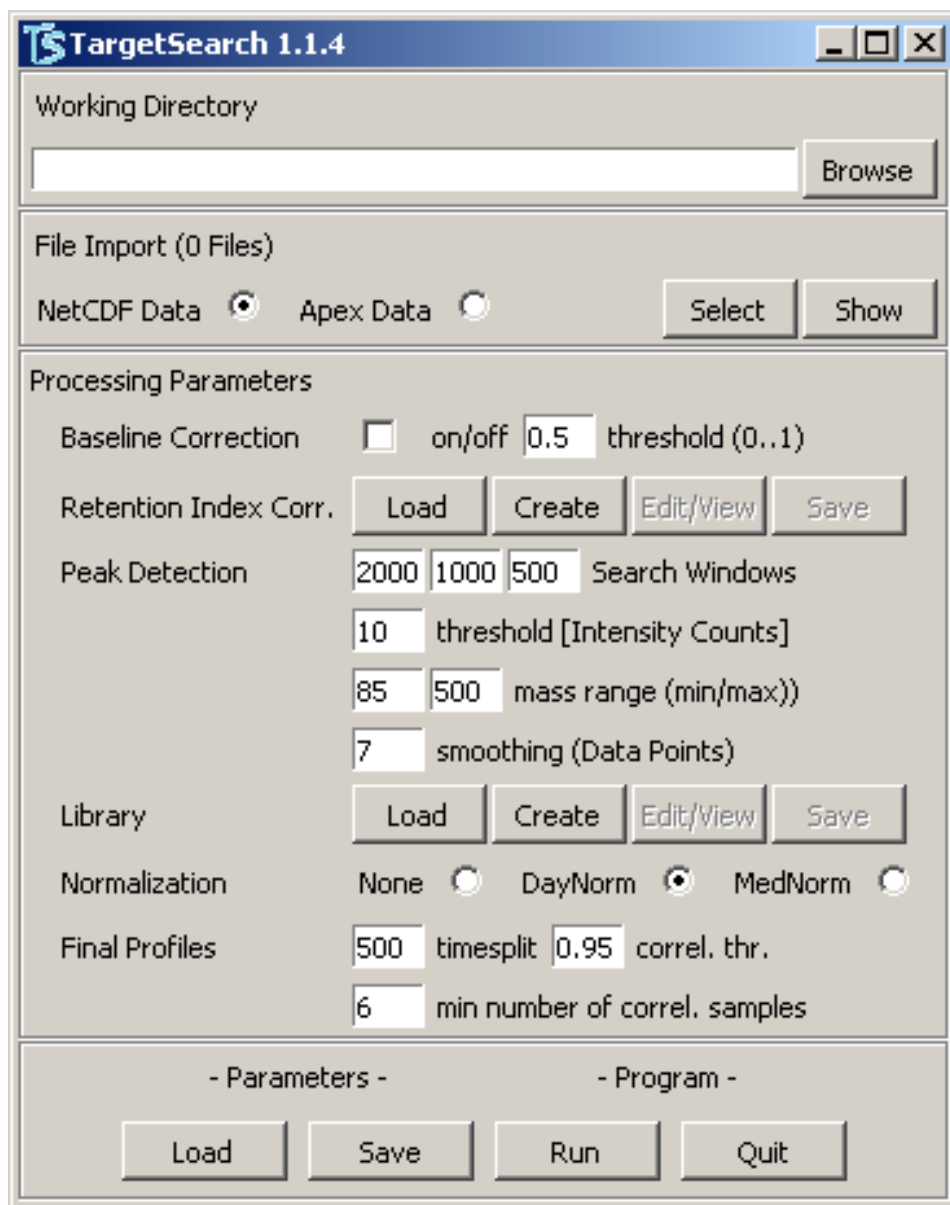 TS TargetSearch 1.1.4
Working Directory
Browse
File Import (0 Files)
NetCDF Data Apex Data Select Show
Processing Parameters
Baseline Correction on/off 0.5 threshold (0..1)
Retention Index Corr. Load Create Edit/View Save
Peak Detection 2000 1000 500 Search Windows
10 threshold [Intensity Counts]
85 500 mass range (min/max))
7 smoothing (Data Points)
Library Load Create Edit/View Save
Normalization None DayNorm MedNorm
Final Profiles 500 timesplit 0.95 correl. thr.
6 min number of correl. samples
- Parameters - - Program -
Load Save Run Quit